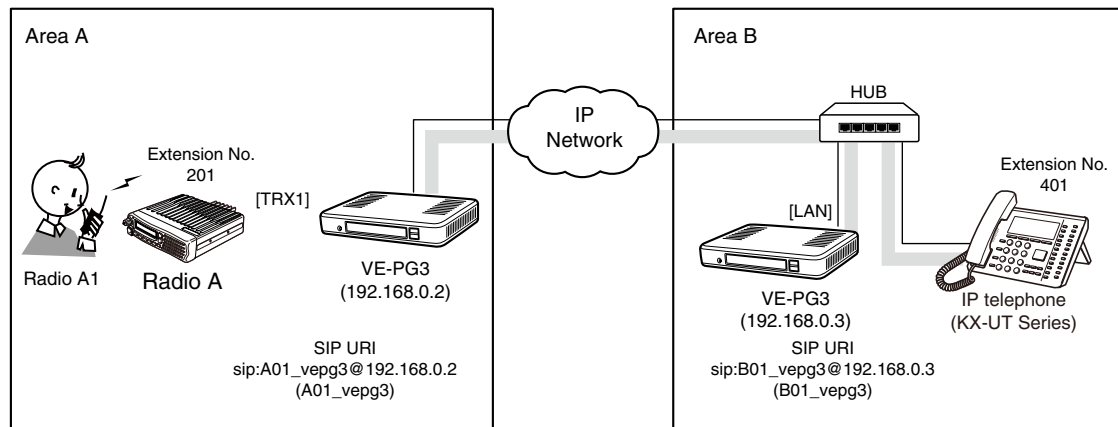 Area A
Extension No.
201
[TRX1]
Radio A1
Radio A
VE-PG3
(192.168.0.2)
SIP URI
sip:A01_vepg3@192.168.0.2
(A01_vepg3)
IP
Network
Area B
HUB
Extension No.
401
[LAN]
VE-PG3
(192.168.0.3)
SIP URI
sip:B01_vepg3@192.168.0.3
(B01_vepg3)
IP telephone
(KX-UT Series)